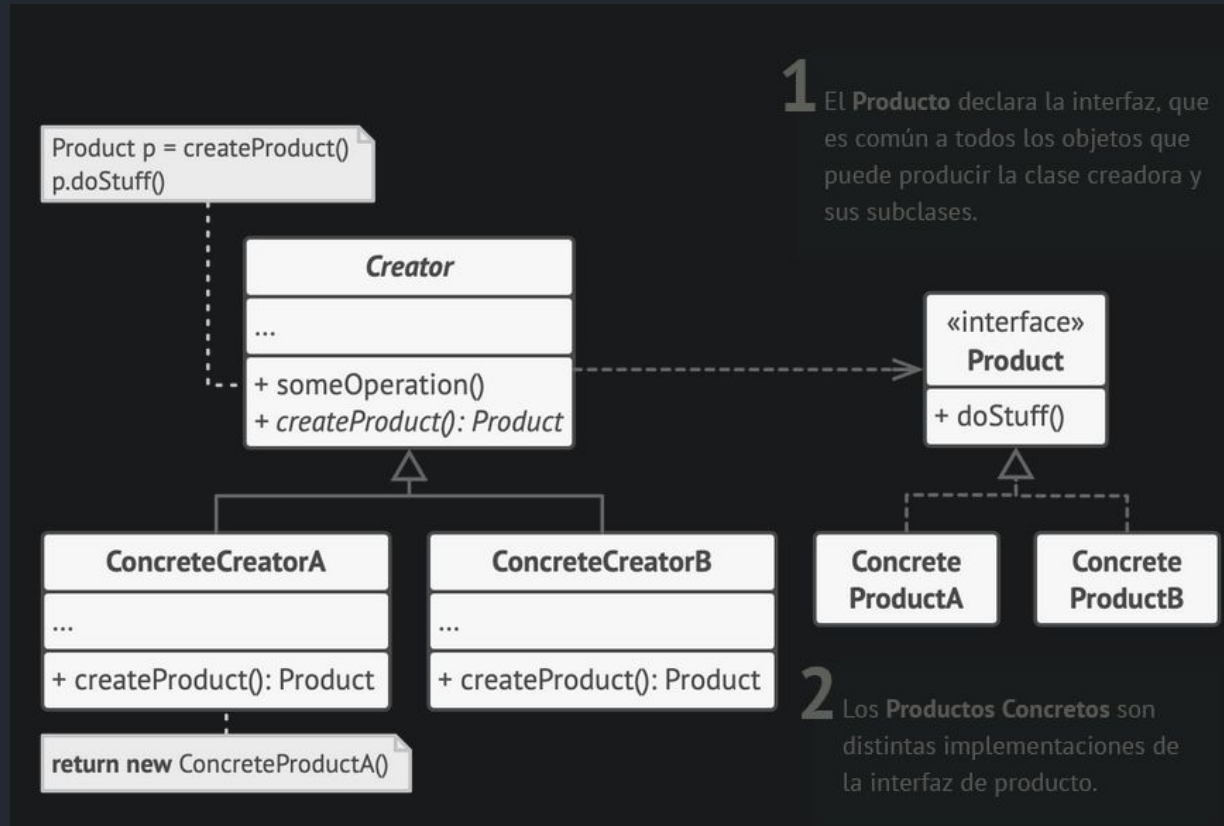 1
El Producto declara la interfaz, que
es común a todos los objetos que
puede producir la clase creadora y
sus subclases.
Product p = createProduct()
p.doStuff()
Creator
...
+ someOperation()
+ createProduct(): Product
«interface»
Product
+ doStuff()
ConcreteCreatorA
...
+ createProduct(): Product
ConcreteCreatorB
...
+ createProduct(): Product
Concrete
ProductA
Concrete
ProductB
return new ConcreteProductA()
2
Los Productos Concretos son
distintas implementaciones de
la interfaz de producto.